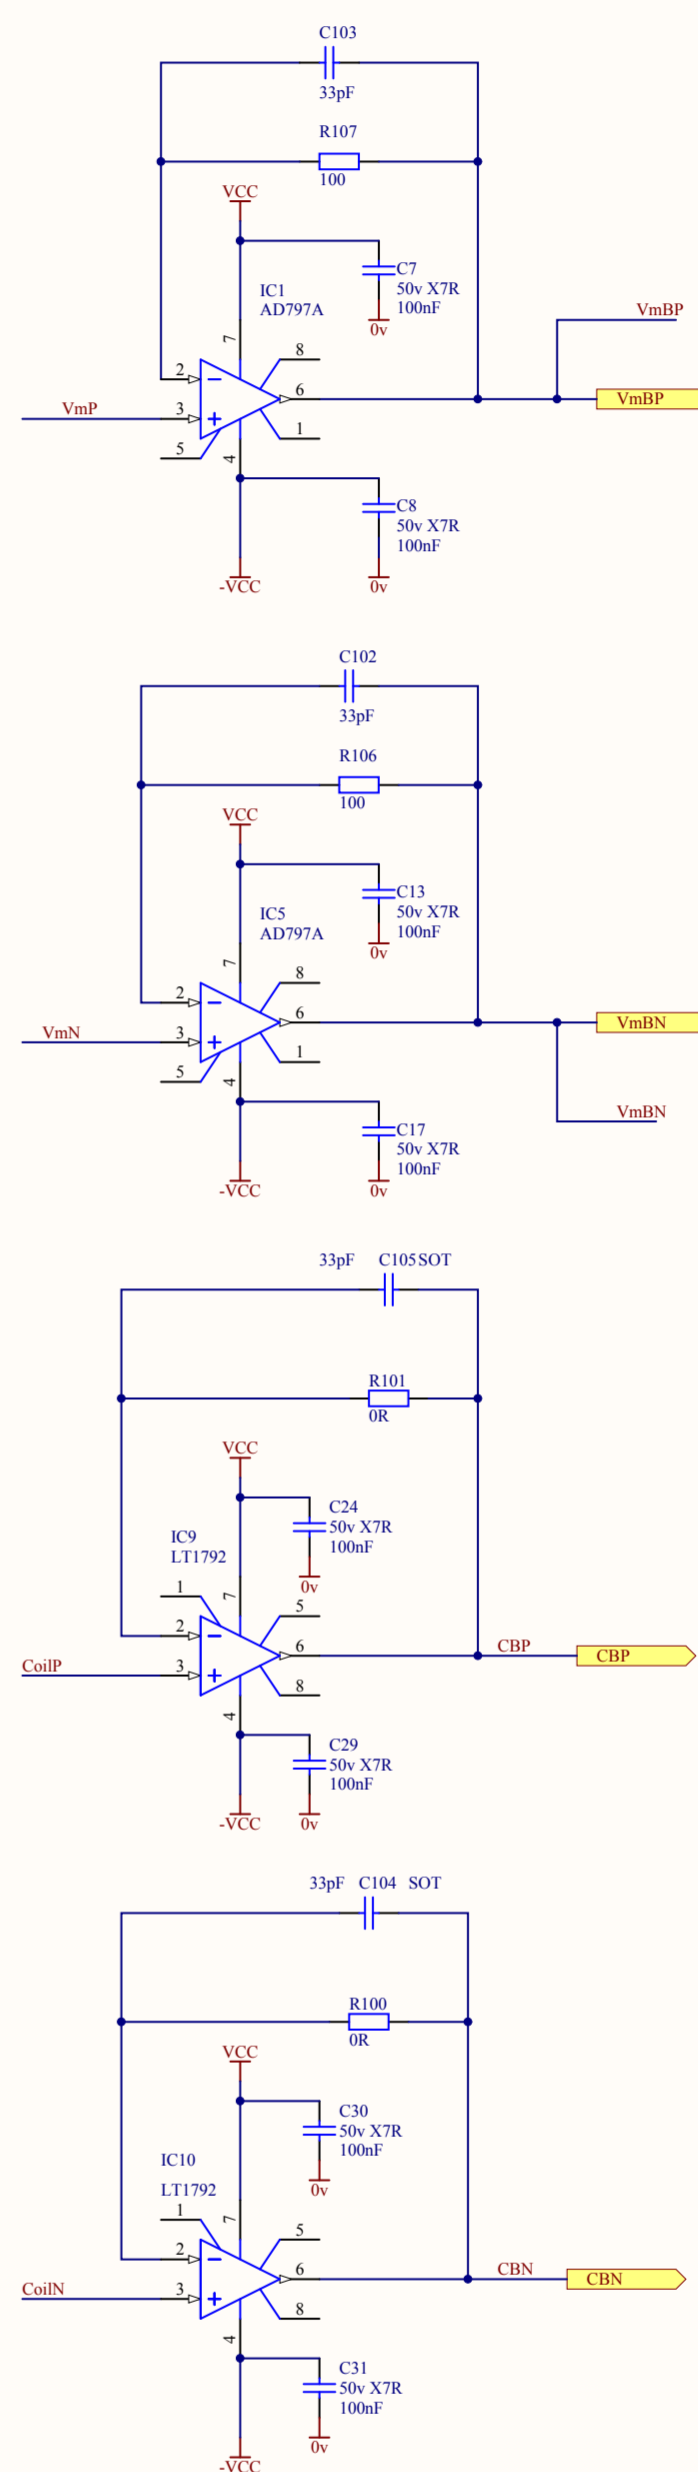 C103
33pF
R107
100
VCC
C7
50v X7R
100nF
0v
IC1
AD797A
7
8
2
6
3
1
5
4
VmP
VmBP
VmBP
C8
50v X7R
100nF
-VCC
0v
C102
33pF
R106
100
VCC
C13
50v X7R
100nF
0v
IC5
AD797A
7
8
2
6
3
1
5
4
VmN
VmBN
VmBN
C17
50v X7R
100nF
-VCC
0v
33pF C105 SOT
R101
0R
VCC
C24
50v X7R
100nF
0v
IC9
LT1792
1
7
5
2
6
3
8
4
CoilP
CBP
CBP
C29
50v X7R
100nF
-VCC
0v
33pF C104 SOT
R100
0R
VCC
C30
50v X7R
100nF
0v
IC10
LT1792
1
7
5
2
6
3
8
4
CoilN
CBN
CBN
C31
50v X7R
100nF
0v
-VCC